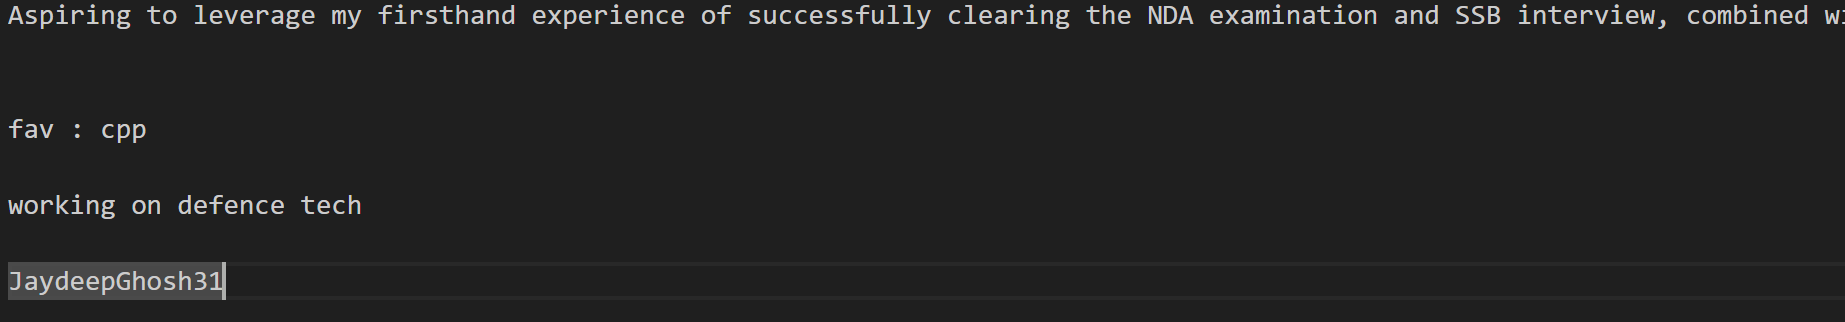 Aspiring to leverage my firsthand experience of successfully clearing the NDA examination and SSB interview, combined
fav : cpp
working on defence tech
JaydeepGhosh31